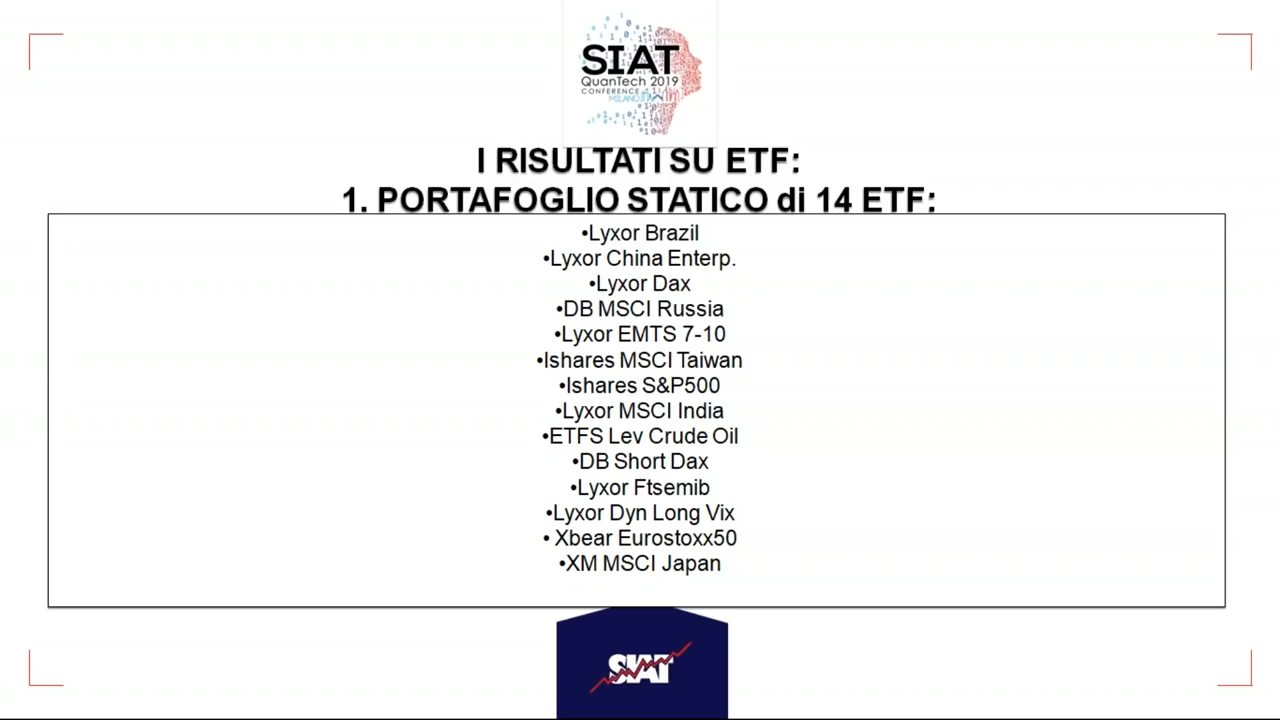 SIAT
QuanTech 2019
CONFERENCE
I RISULTATI SU ETF:
1. PORTAFOGLIO STATICO di 14 ETF:
•Lyxor Brazil
•Lyxor China Enterp.
•Lyxor Dax
•DB MSCI Russia
•Lyxor EMTS 7-10
•Ishares MSCI Taiwan
•Ishares S&P500
•Lyxor MSCI India
•ETFS Lev Crude Oil
•DB Short Dax
•Lyxor Ftsemib
•Lyxor Dyn Long Vix
• Xbear Eurostoxx50
•XM MSCI Japan
SIAT